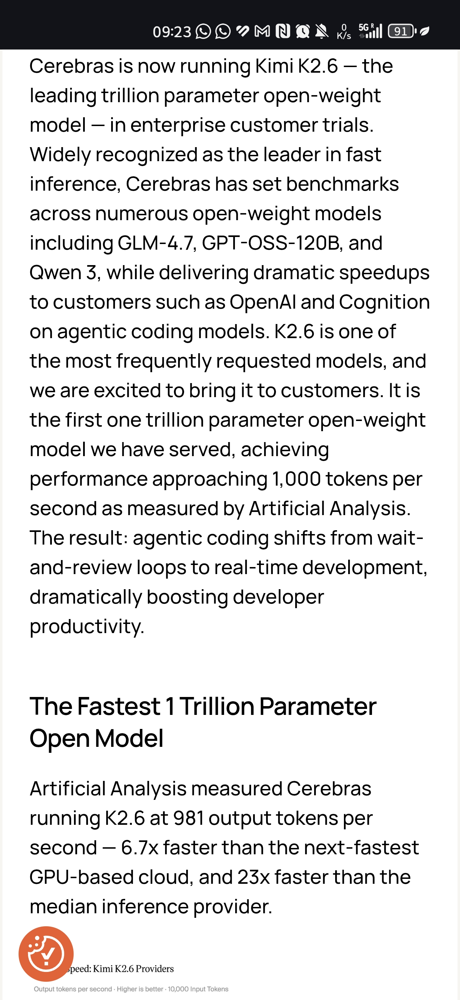 09:23
0
K/s
5G R
91
Cerebras is now running Kimi K2.6 — the
leading trillion parameter open-weight
model — in enterprise customer trials.
Widely recognized as the leader in fast
inference, Cerebras has set benchmarks
across numerous open-weight models
including GLM-4.7, GPT-OSS-120B, and
Qwen 3, while delivering dramatic speedups
to customers such as OpenAI and Cognition
on agentic coding models. K2.6 is one of
the most frequently requested models, and
we are excited to bring it to customers. It is
the first one trillion parameter open-weight
model we have served, achieving
performance approaching 1,000 tokens per
second as measured by Artificial Analysis.
The result: agentic coding shifts from wait-
and-review loops to real-time development,
dramatically boosting developer
productivity.
The Fastest 1 Trillion Parameter
Open Model
Artificial Analysis measured Cerebras
running K2.6 at 981 output tokens per
second — 6.7x faster than the next-fastest
GPU-based cloud, and 23x faster than the
median inference provider.
Speed: Kimi K2.6 Providers
Output tokens per second · Higher is better · 10,000 Input Tokens